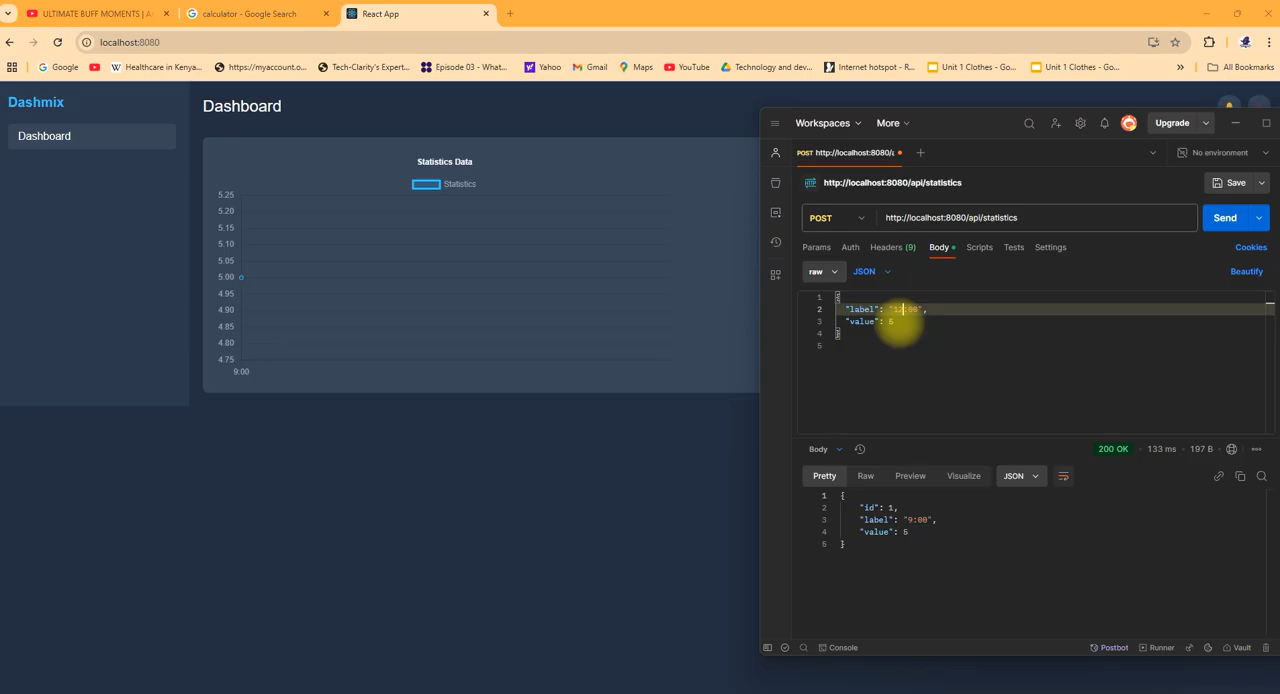 ULTIMATE BUFF MOMENTS | A
calculator - Google Search
React App
localhost:8080
Google
Healthcare in Kenya...
https://myaccount.o...
Tech-Clarity's Expert...
Episode 03 - What...
Yahoo
Gmail
Maps
YouTube
Technology and dev...
Internet hotspot - R...
Unit 1 Clothes - Go...
Unit 1 Clothes - Go...
All Bookmarks
Dashmix
Dashboard
Dashboard
Statistics Data
Statistics
5.25
5.20
5.15
5.10
5.05
5.00
4.95
4.90
4.85
4.80
4.75
9:00
Workspaces
More
Upgrade
POST http://localhost:8080/a
No environment
HTTP
http://localhost:8080/api/statistics
Save
POST
http://localhost:8080/api/statistics
Send
Params
Auth
Headers (9)
Body
Scripts
Tests
Settings
Cookies
raw
JSON
Beautify
1 {
2 "label": "12:00",
3 "value": 5
4 }
5
Body
200 OK
133 ms
197 B
Pretty
Raw
Preview
Visualize
JSON
1 {
2 "id": 1,
3 "label": "9:00",
4 "value": 5
5 }
Console
Postbot
Runner
Vault